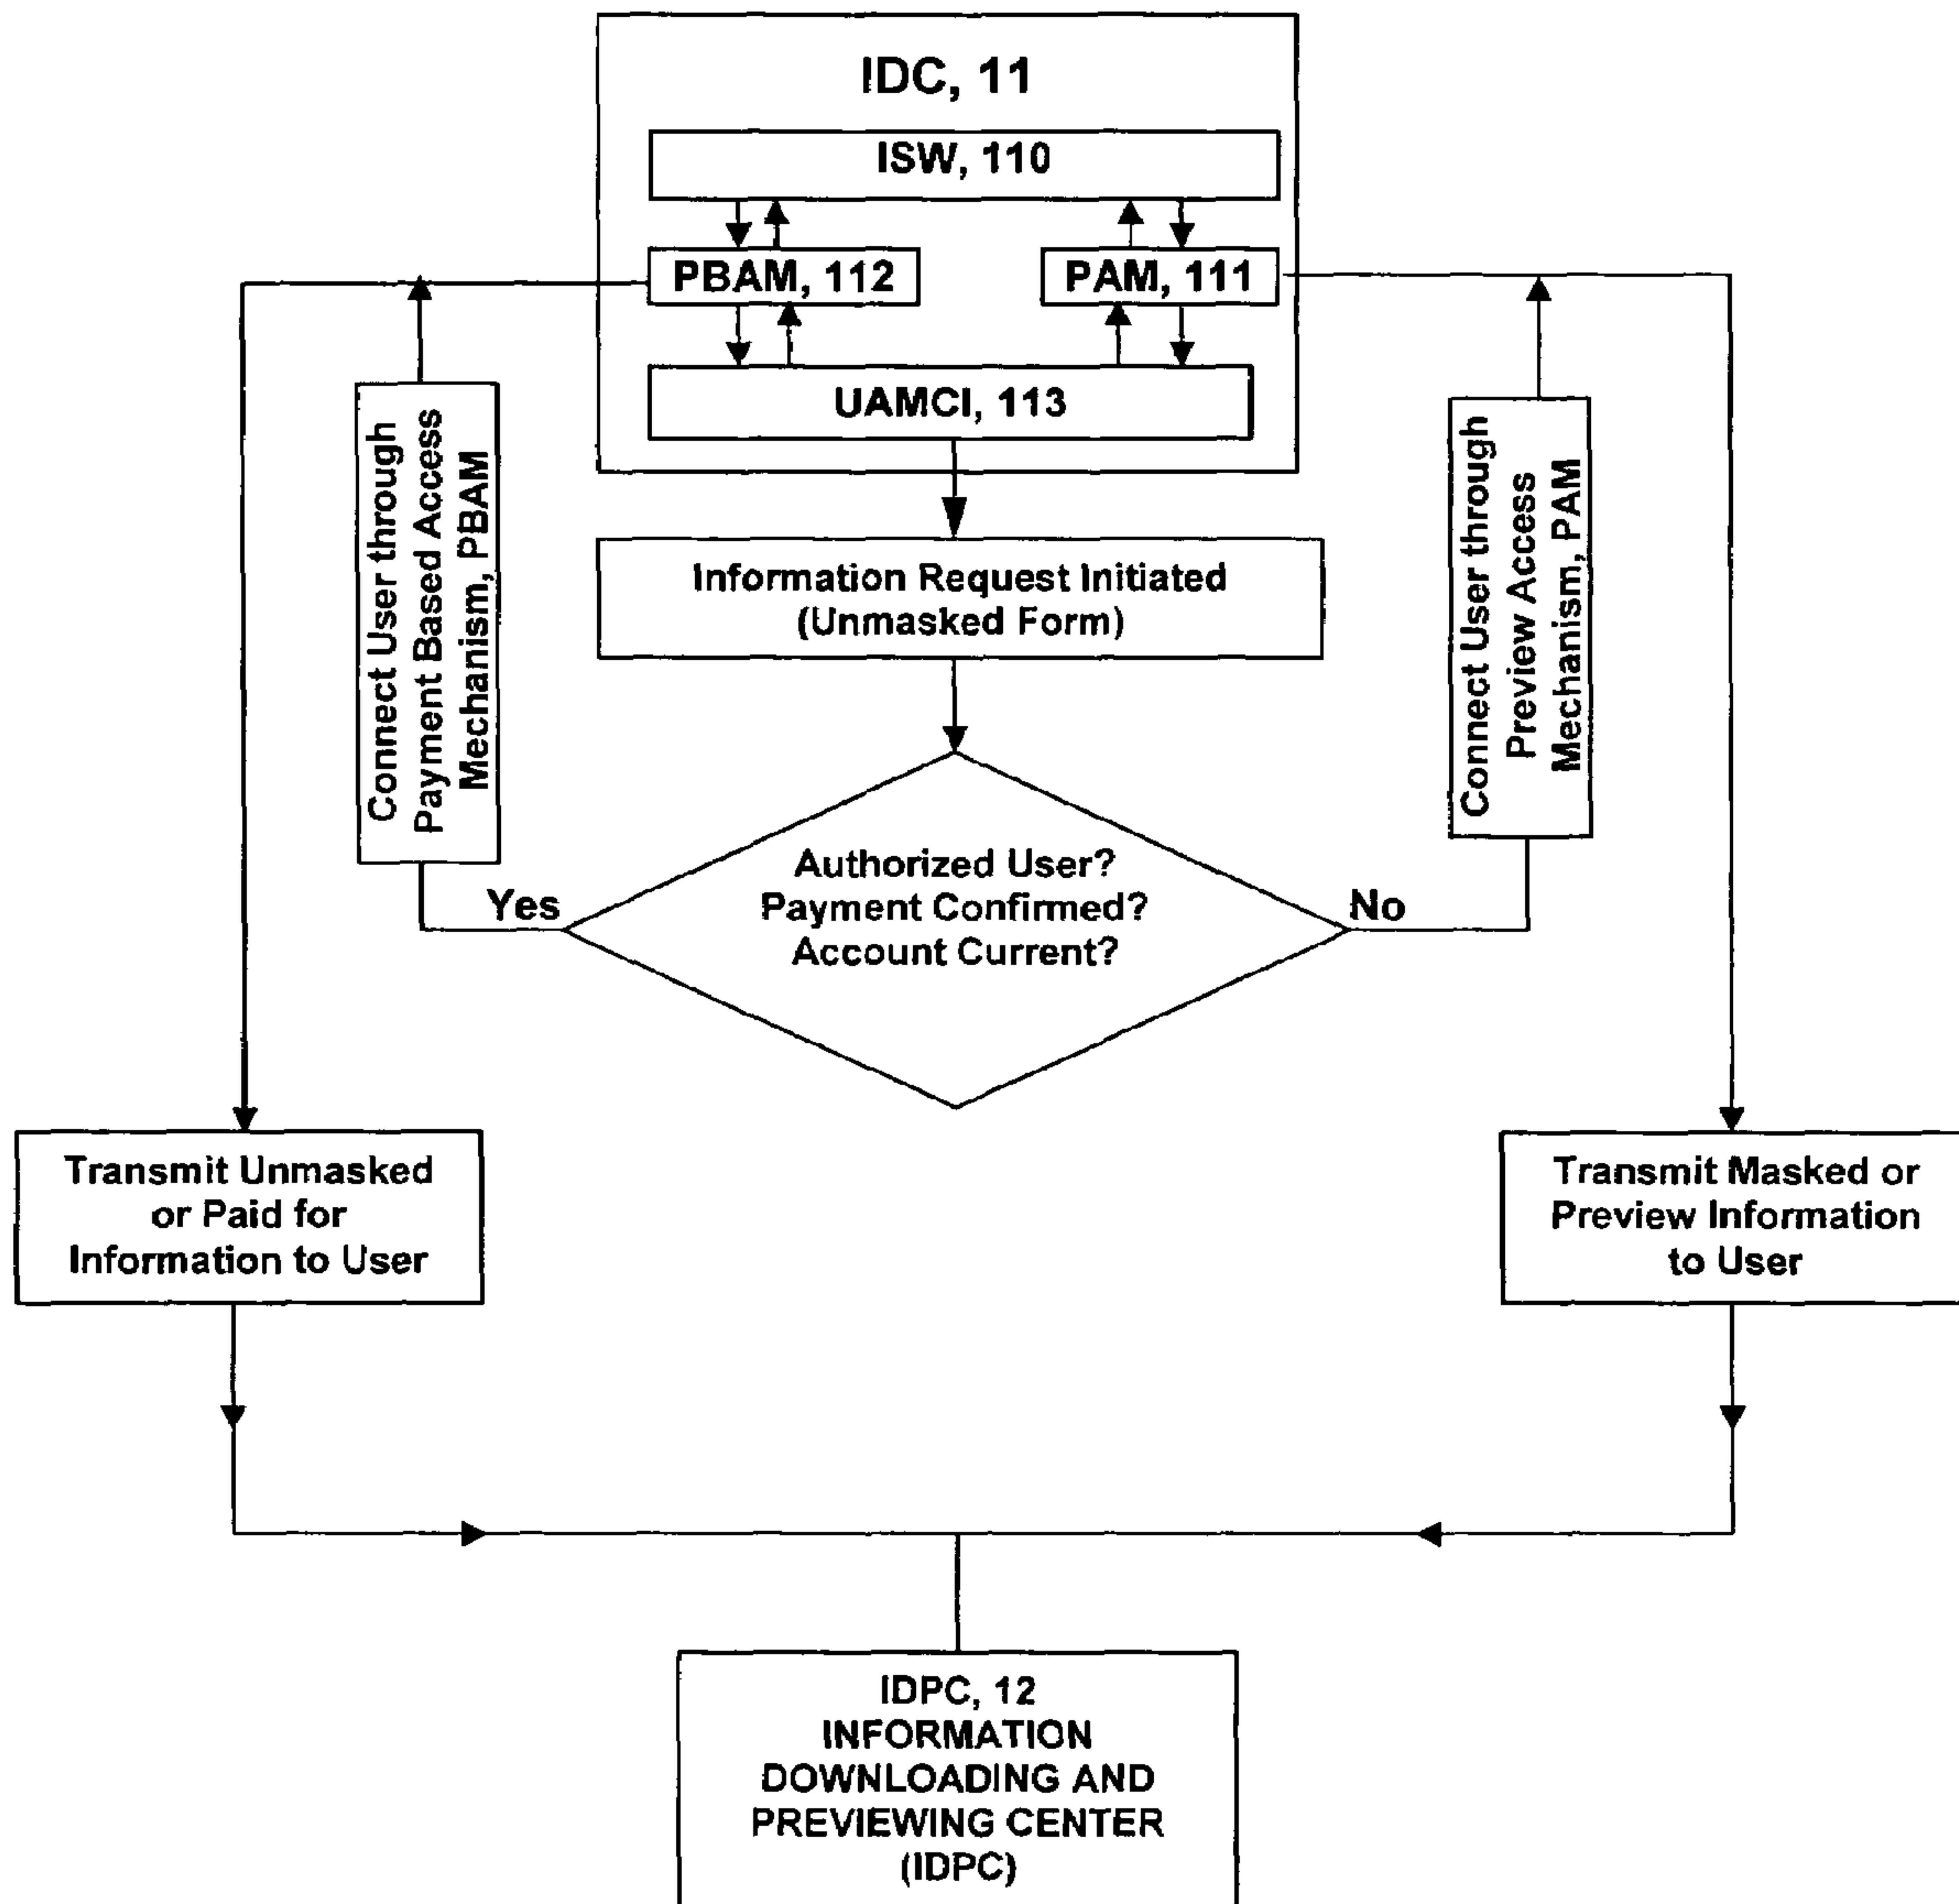 IDC, 11
ISW, 110
PBAM, 112
PAM, 111
UAMCI, 113
Connect User through
Payment Based Access
Mechanism, PBAM
Connect User through
Preview Access
Mechanism, PAM
Information Request Initiated
(Unmasked Form)
Authorized User?
Payment Confirmed?
Account Current?
Yes
No
Transmit Unmasked
or Paid for
Information to User
Transmit Masked or
Preview Information
to User
IDPC, 12
INFORMATION
DOWNLOADING AND
PREVIEWING CENTER
(IDPC)